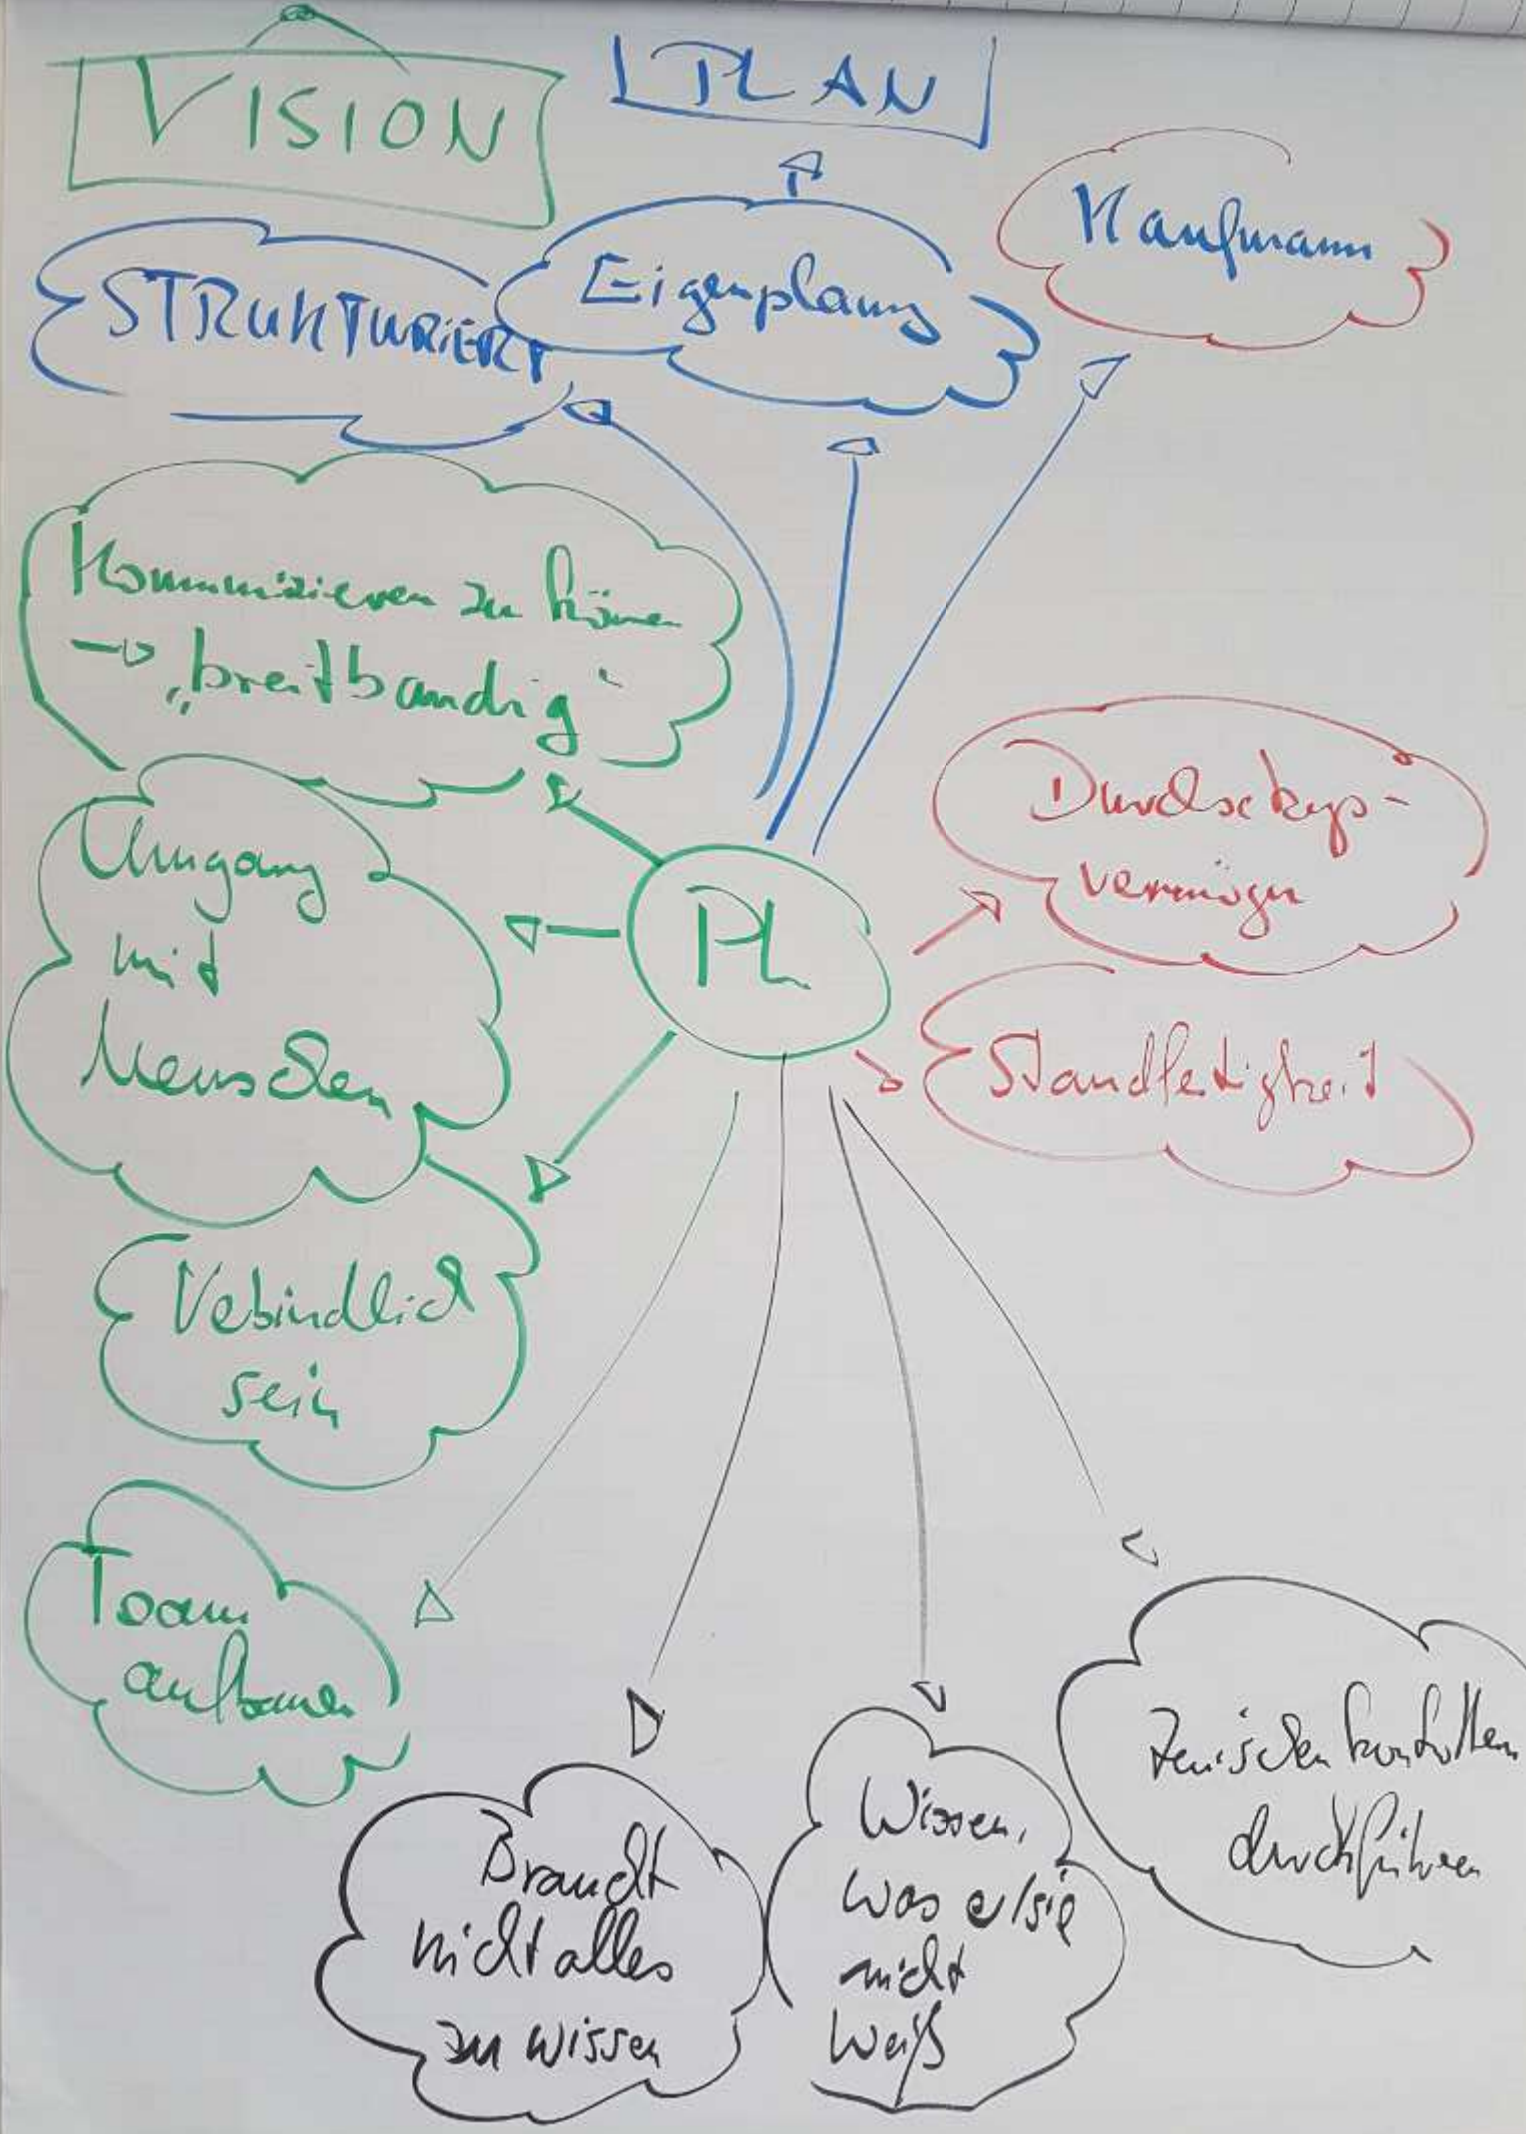 VISION
PLAN
STRUKTURIERT
Eigenplanung
Kaufmann
Kommunizieren zu können
→ „breitbandig“
Umgang
mit
Menschen
PL
Durchsetzungs-
vermögen
Standfestigkeit
Verbindlich
sein
Team
aufbauen
Braucht
nicht alles
zu wissen
Wissen,
was er/sie
nicht
weiß
Zwischenkontrollen
durchführen